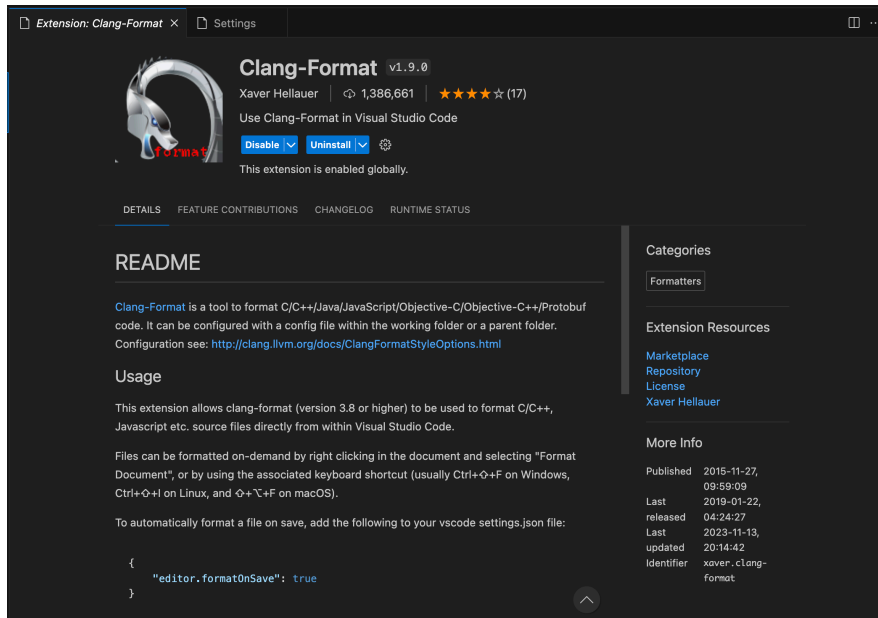 Extension: Clang-Format
Settings
format
Clang-Format v1.9.0
Xaver Hellauer 1,386,661 (17)
Use Clang-Format in Visual Studio Code
Disable Uninstall
This extension is enabled globally.
DETAILS FEATURE CONTRIBUTIONS CHANGELOG RUNTIME STATUS
README
Clang-Format is a tool to format C/C++/Java/JavaScript/Objective-C/Objective-C++/Protobuf
code. It can be configured with a config file within the working folder or a parent folder.
Configuration see: http://clang.llvm.org/docs/ClangFormatStyleOptions.html
Usage
This extension allows clang-format (version 3.8 or higher) to be used to format C/C++,
Javascript etc. source files directly from within Visual Studio Code.
Files can be formatted on-demand by right clicking in the document and selecting "Format
Document", or by using the associated keyboard shortcut (usually Ctrl+⇧+F on Windows,
Ctrl+⇧+I on Linux, and ⇧+⌥+F on macOS).
To automatically format a file on save, add the following to your vscode settings.json file:
{
"editor.formatOnSave": true
}
Categories
Formatters
Extension Resources
Marketplace
Repository
License
Xaver Hellauer
More Info
Published 2015-11-27,
09:59:09
Last 2019-01-22,
released 04:24:27
Last 2023-11-13,
updated 20:14:42
Identifier xaver.clang-
format